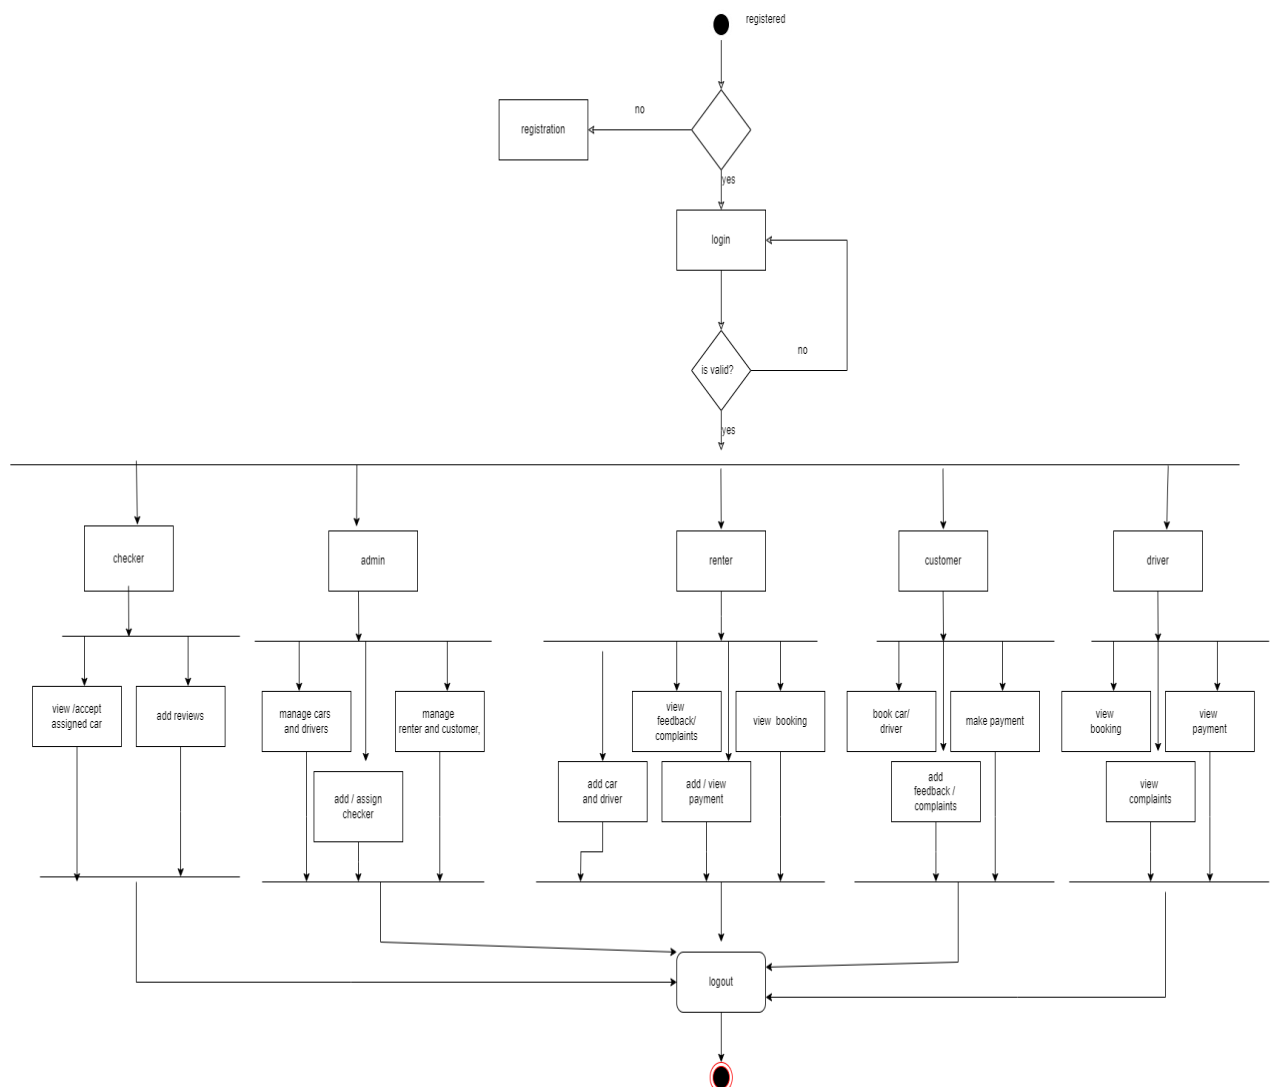 registered
no
registration
yes
login
no
is valid?
yes
checker
admin
renter
customer
driver
view /accept
assigned car
add reviews
manage cars
and drivers
manage
renter and customer,
add / assign
checker
view
feedback/
complaints
view  booking
add car
and driver
add / view
payment
book car/
driver
make payment
add
feedback /
complaints
view
booking
view
payment
view
complaints
logout